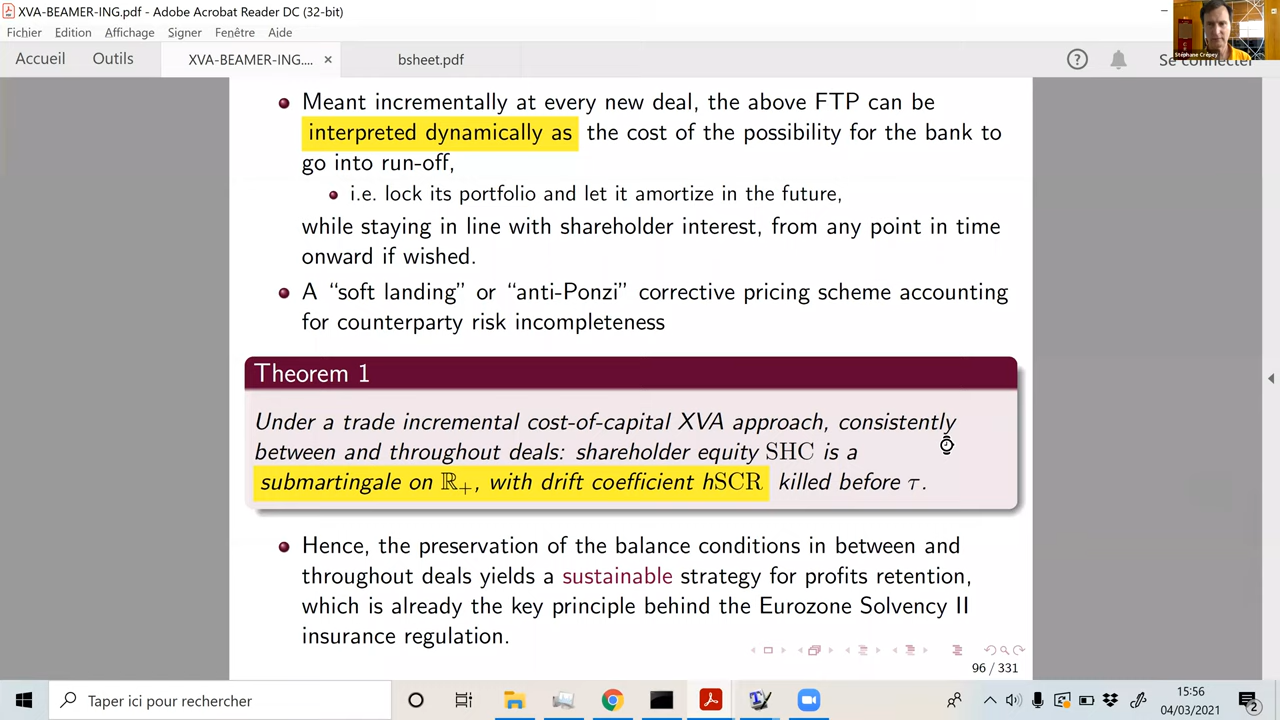 XVA-BEAMER-ING.pdf - Adobe Acrobat Reader DC (32-bit)
Fichier Edition Affichage Signer Fenêtre Aide
Accueil Outils XVA-BEAMER-ING.... × bsheet.pdf Se connecter
Stéphane Crépey
Meant incrementally at every new deal, the above FTP can be
interpreted dynamically as the cost of the possibility for the bank to
go into run-off,
i.e. lock its portfolio and let it amortize in the future,
while staying in line with shareholder interest, from any point in time
onward if wished.
A “soft landing” or “anti-Ponzi” corrective pricing scheme accounting
for counterparty risk incompleteness
Theorem 1
Under a trade incremental cost-of-capital XVA approach, consistently
between and throughout deals: shareholder equity SHC is a
submartingale on ℝ₊, with drift coefficient hSCR killed before τ.
Hence, the preservation of the balance conditions in between and
throughout deals yields a sustainable strategy for profits retention,
which is already the key principle behind the Eurozone Solvency II
insurance regulation.
96 / 331
Taper ici pour rechercher
15:56
04/03/2021
2